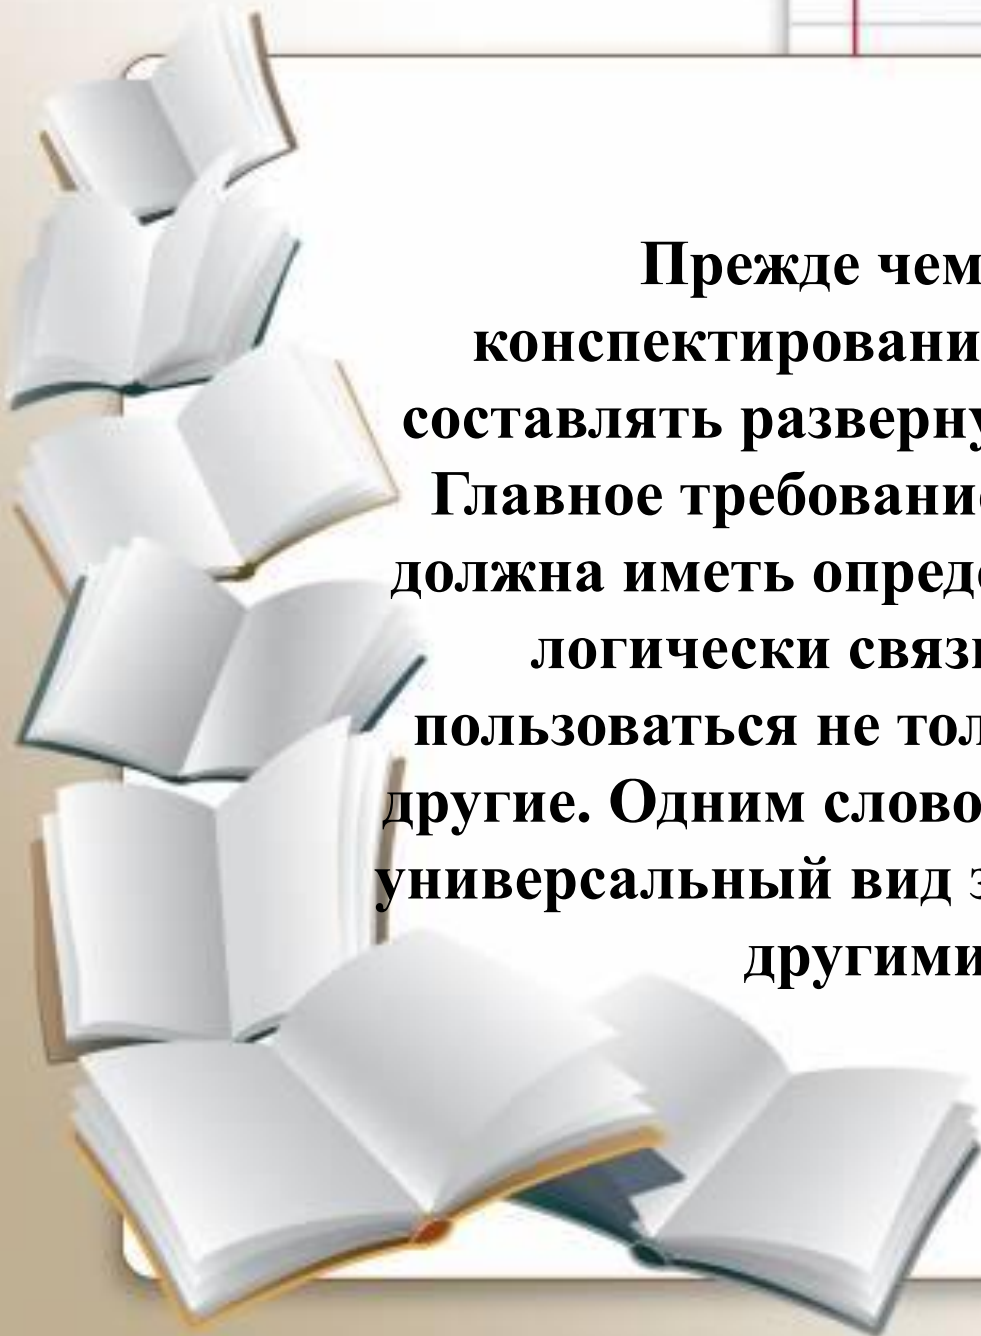 Прежде чем
конспектировани
составлять разверну
Главное требование
должна иметь опред
логически связ
пользоваться не тол
другие. Одним слово
универсальный вид з
другими